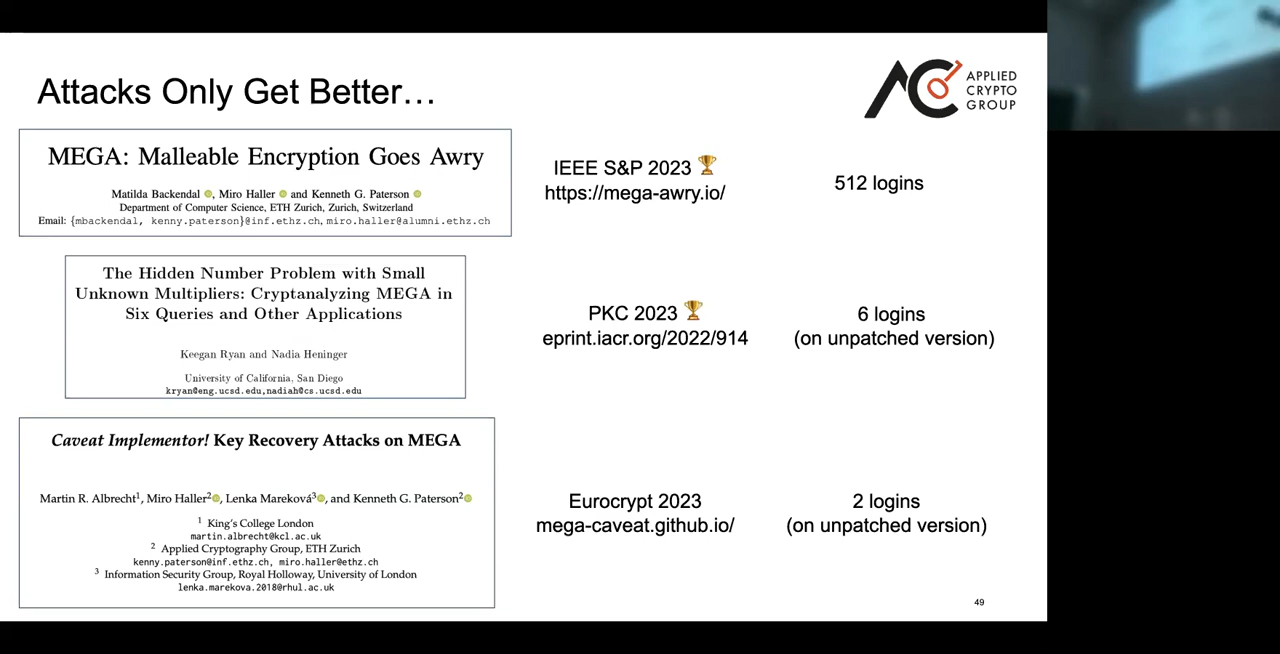 Attacks Only Get Better…
APPLIED
CRYPTO
GROUP
MEGA: Malleable Encryption Goes Awry
Matilda Backendal, Miro Haller and Kenneth G. Paterson
Department of Computer Science, ETH Zurich, Zurich, Switzerland
Email: {mbackendal, kenny.paterson}@inf.ethz.ch, miro.haller@alumni.ethz.ch
IEEE S&P 2023 🏆
https://mega-awry.io/
512 logins
The Hidden Number Problem with Small
Unknown Multipliers: Cryptanalyzing MEGA in
Six Queries and Other Applications
Keegan Ryan and Nadia Heninger
University of California, San Diego
kryan@eng.ucsd.edu,nadiah@cs.ucsd.edu
PKC 2023 🏆
eprint.iacr.org/2022/914
6 logins
(on unpatched version)
Caveat Implementor! Key Recovery Attacks on MEGA
Martin R. Albrecht¹, Miro Haller², Lenka Mareková³, and Kenneth G. Paterson²
¹ King's College London
martin.albrecht@kcl.ac.uk
² Applied Cryptography Group, ETH Zurich
kenny.paterson@inf.ethz.ch, miro.haller@ethz.ch
³ Information Security Group, Royal Holloway, University of London
lenka.marekova.2018@rhul.ac.uk
Eurocrypt 2023
mega-caveat.github.io/
2 logins
(on unpatched version)
49